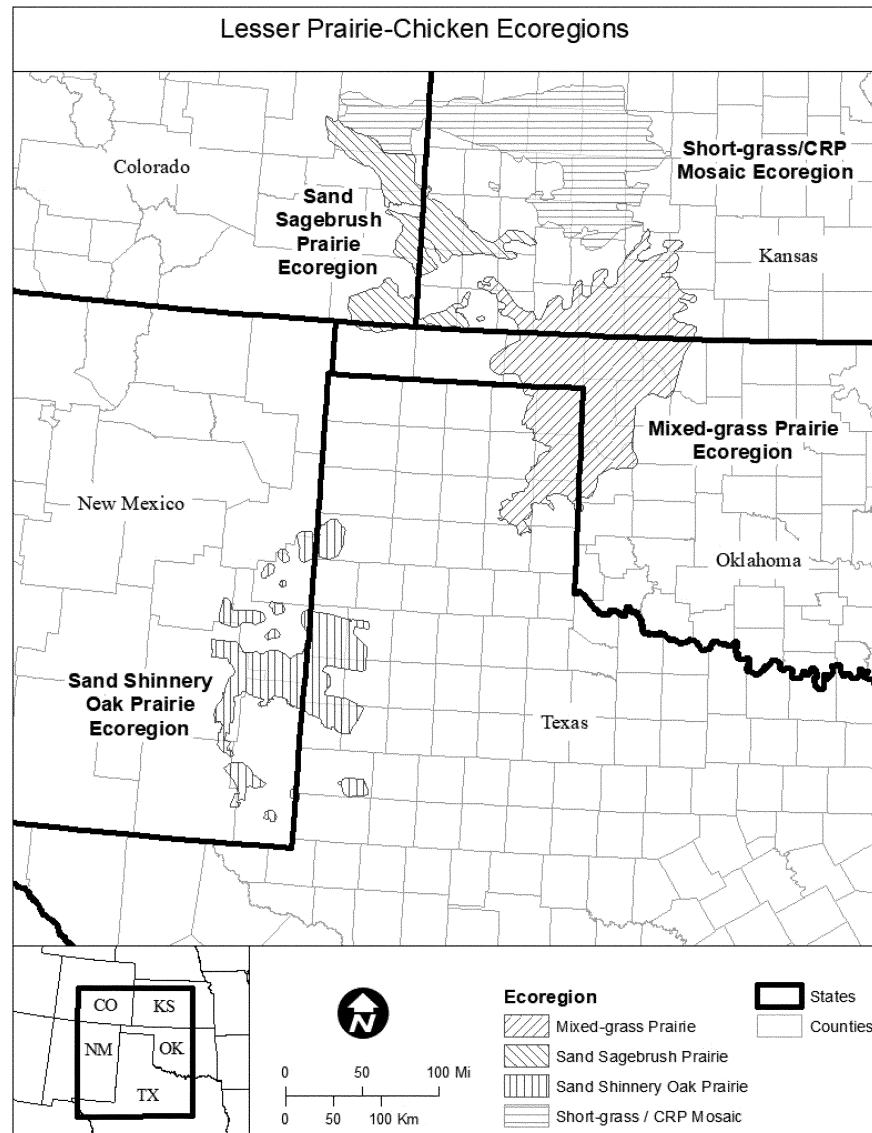 Lesser Prairie-Chicken Ecoregions
Colorado
Short-grass/CRP
Mosaic Ecoregion
Sand
Sagebrush
Prairie
Ecoregion
Kansas
Mixed-grass Prairie
Ecoregion
New Mexico
Oklahoma
Sand Shinnery
Oak Prairie
Ecoregion
Texas
CO
KS
NM
OK
TX
N
0 50 100 Mi
0 50 100 Km
Ecoregion
Mixed-grass Prairie
Sand Sagebrush Prairie
Sand Shinnery Oak Prairie
Short-grass / CRP Mosaic
States
Counties